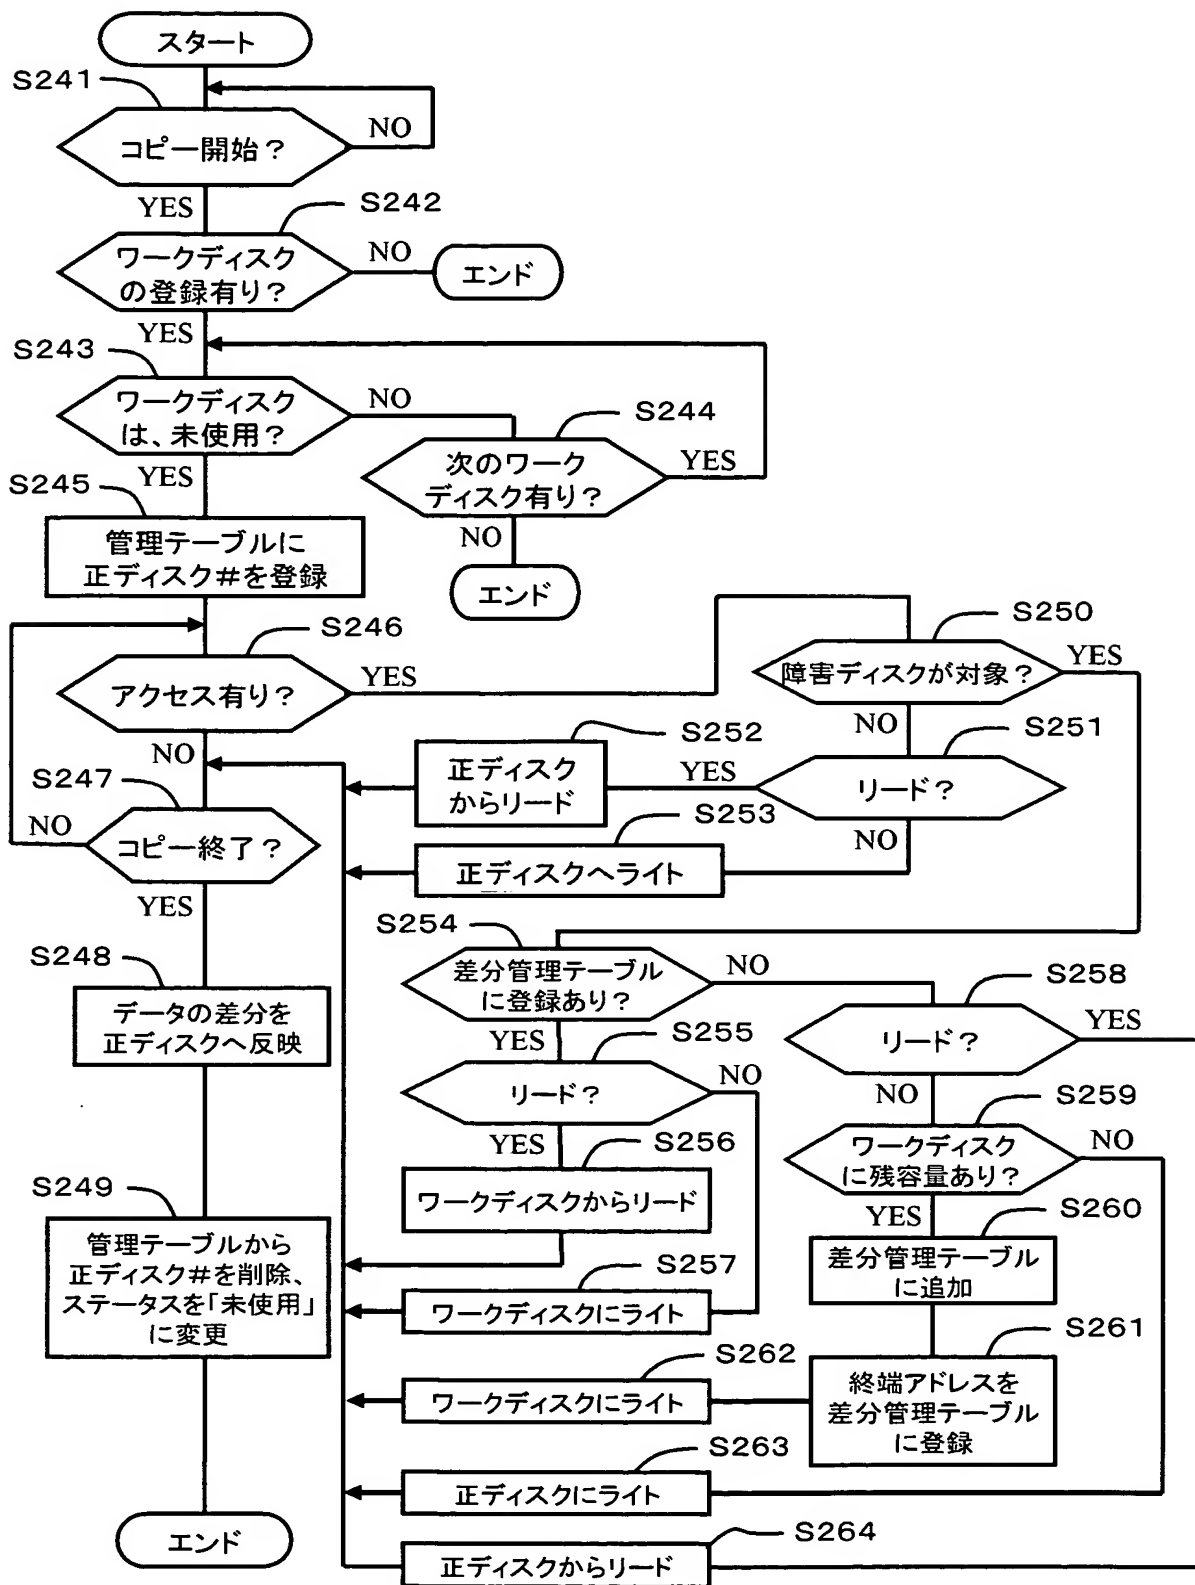 スタート
S241
コピー開始？
NO
YES
S242
ワークディスク
の登録有り？
NO
エンド
YES
S243
ワークディスク
は、未使用？
NO
S244
次のワーク
ディスク有り？
YES
NO
エンド
YES
S245
管理テーブルに
正ディスク＃を登録
S246
アクセス有り？
YES
NO
S247
コピー終了？
NO
YES
S248
データの差分を
正ディスクへ反映
S249
管理テーブルから
正ディスク＃を削除、
ステータスを「未使用」
に変更
エンド
S250
障害ディスクが対象？
YES
NO
S251
リード？
YES
NO
S252
正ディスク
からリード
S253
正ディスクへライト
S254
差分管理テーブル
に登録あり？
NO
YES
S255
リード？
NO
YES
S256
ワークディスクからリード
S257
ワークディスクにライト
S258
リード？
YES
NO
S259
ワークディスク
に残容量あり？
NO
YES
S260
差分管理テーブル
に追加
S261
終端アドレスを
差分管理テーブル
に登録
S262
ワークディスクにライト
S263
正ディスクにライト
S264
正ディスクからリード